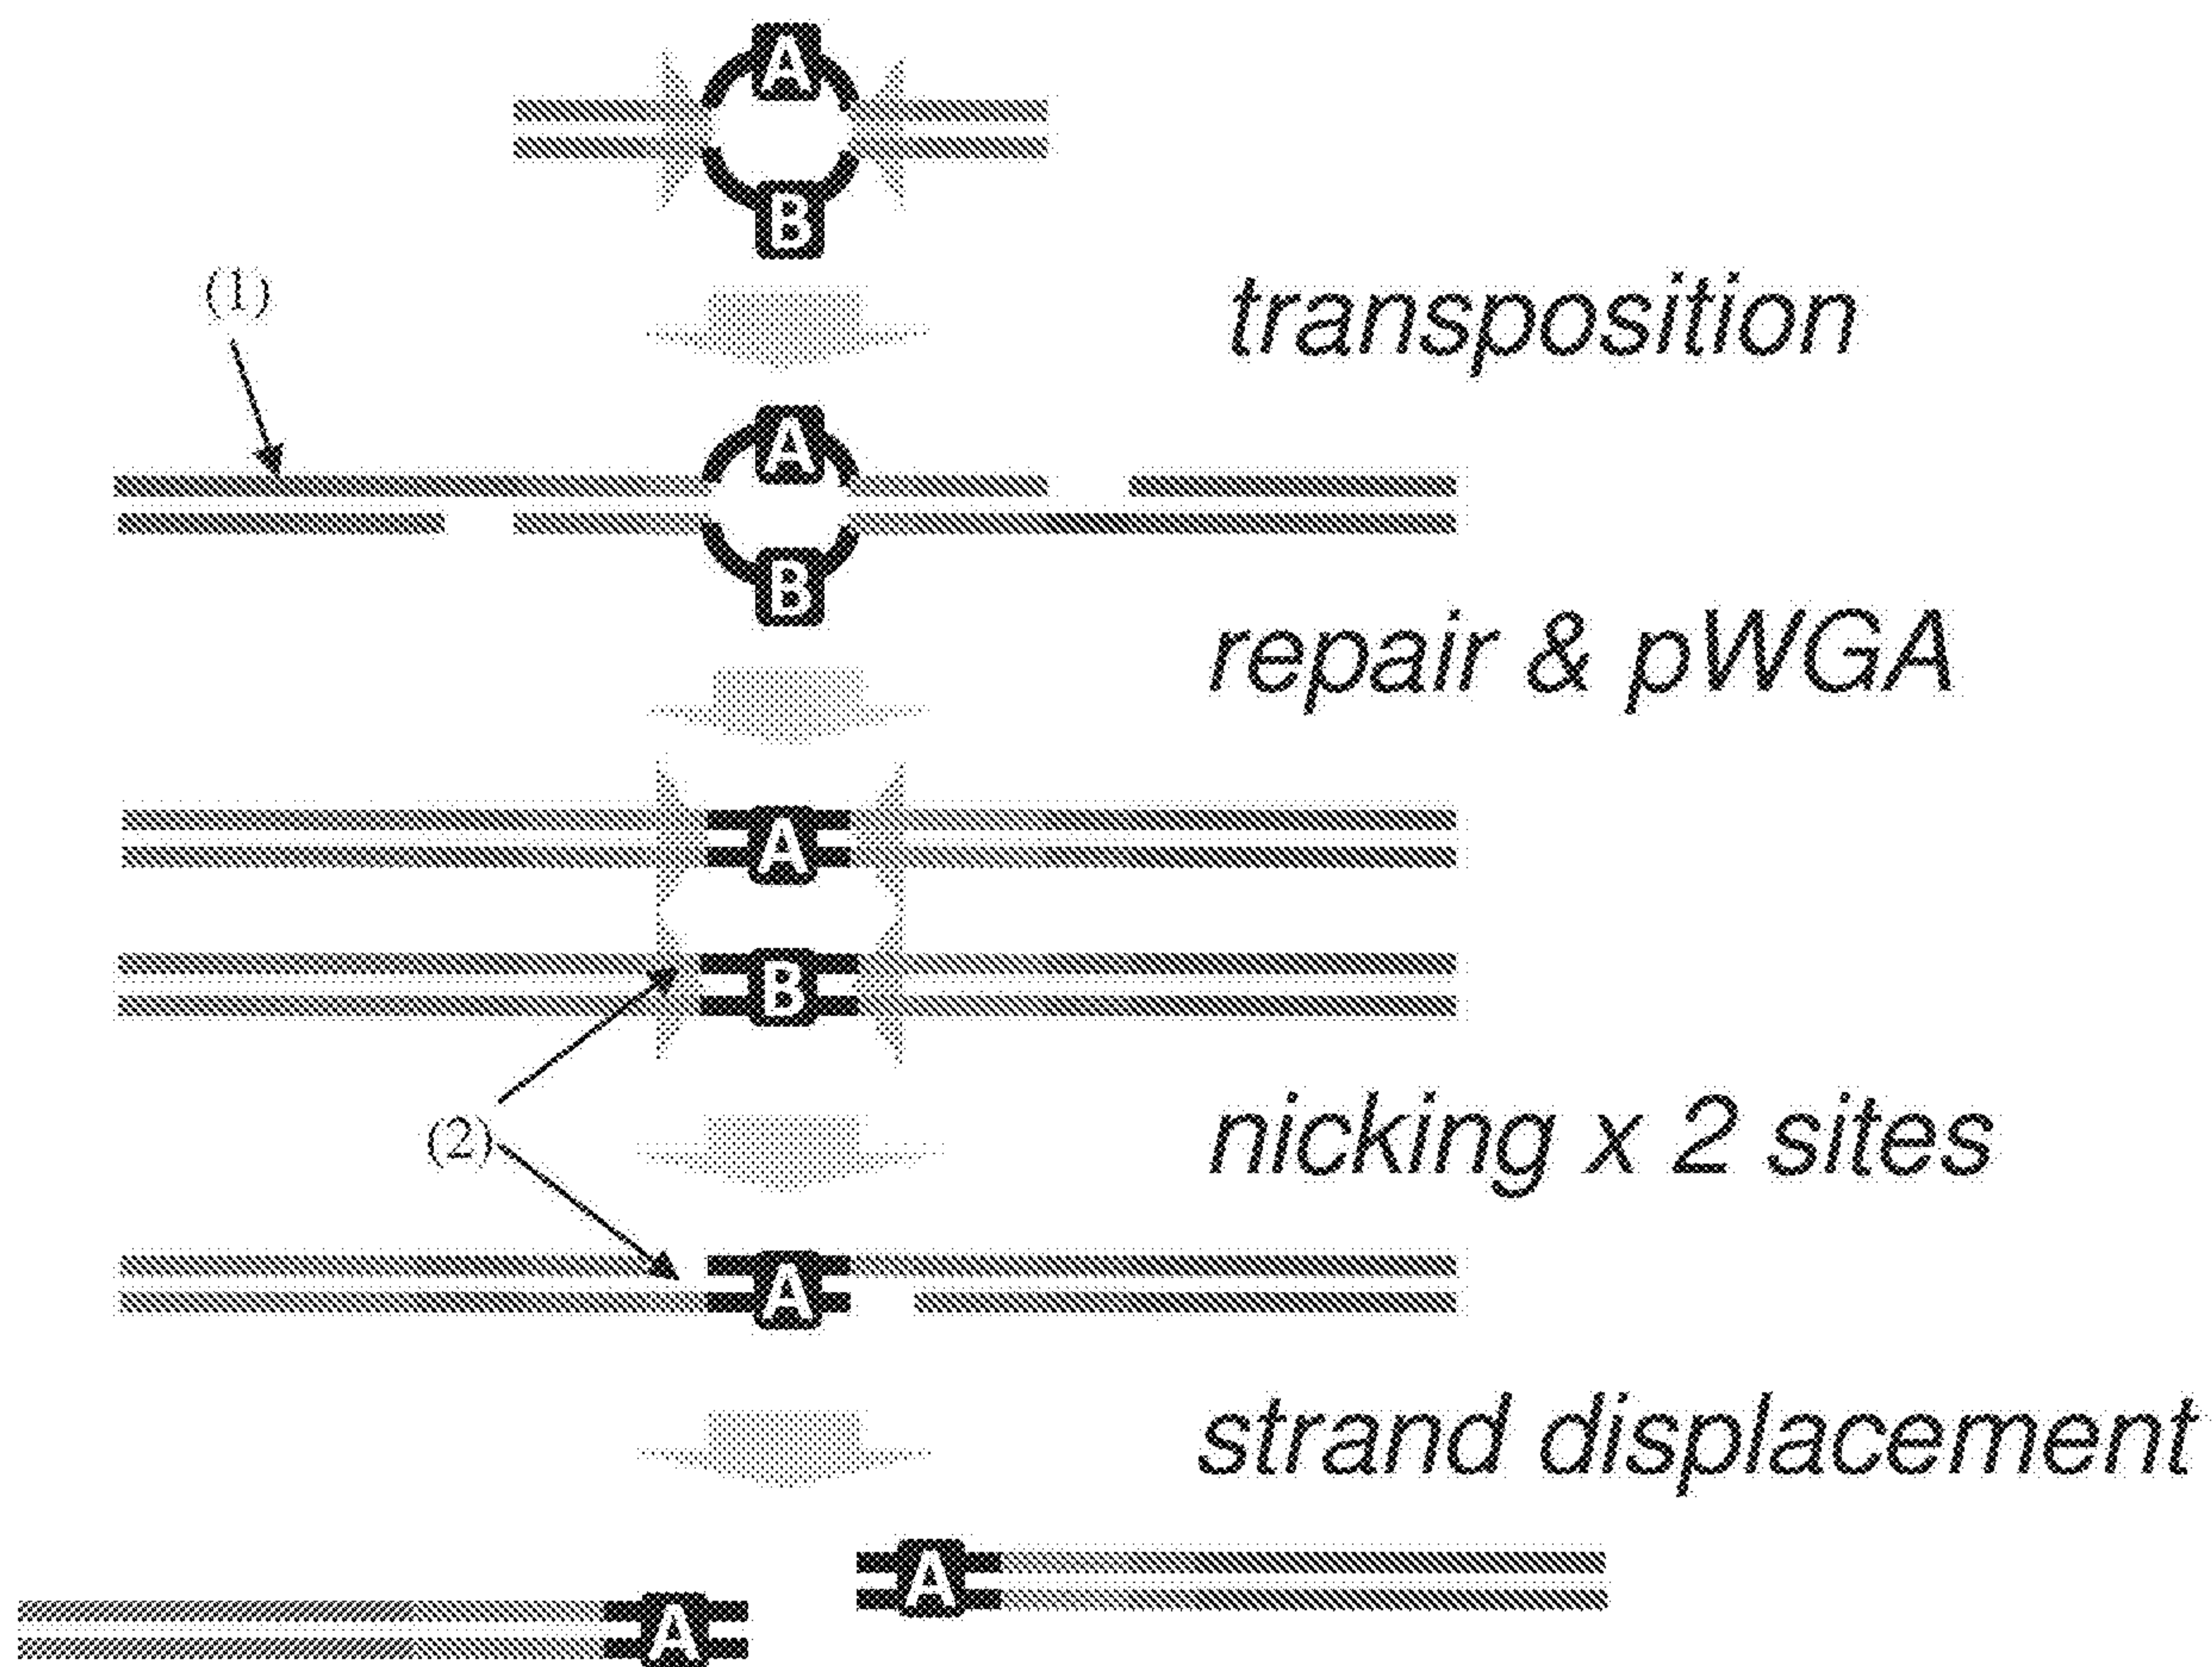 A
B
(1)
transposition
A
B
repair & pWGA
A
B
(2)
nicking x 2 sites
A
strand displacement
A
A